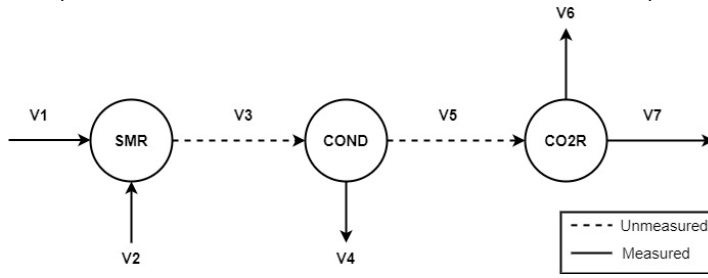 V6
V1
V3
V5
V7
SMR
COND
CO2R
V2
V4
Unmeasured
Measured